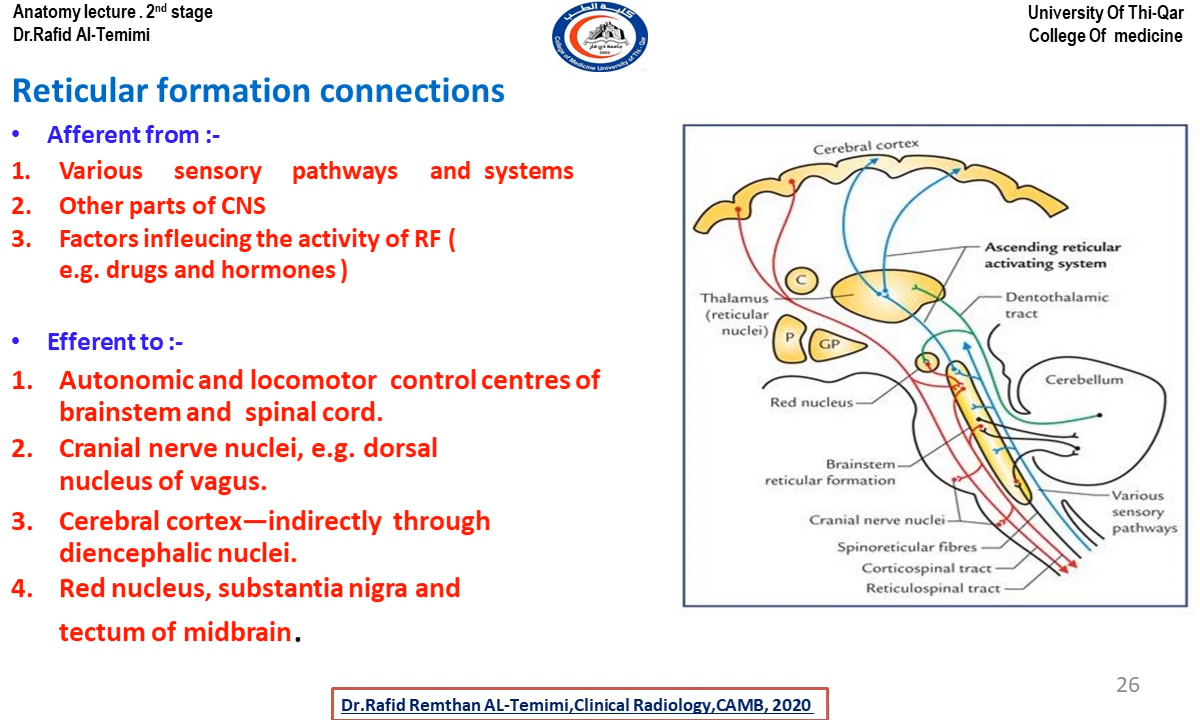 Anatomy lecture . 2nd stage
Dr.Rafid Al-Temimi
University Of Thi-Qar
College Of medicine
Reticular formation connections
• Afferent from :-
1. Various sensory pathways and systems
2. Other parts of CNS
3. Factors infleucing the activity of RF (
e.g. drugs and hormones )
• Efferent to :-
1. Autonomic and locomotor control centres of
brainstem and spinal cord.
2. Cranial nerve nuclei, e.g. dorsal
nucleus of vagus.
3. Cerebral cortex—indirectly through
diencephalic nuclei.
4. Red nucleus, substantia nigra and
tectum of midbrain.
Cerebral cortex
Ascending reticular
activating system
C
Thalamus
(reticular
nuclei)
Dentothalamic
tract
P
GP
Cerebellum
Red nucleus
Brainstem
reticular formation
Various
sensory
pathways
Cranial nerve nuclei
Spinoreticular fibres
Corticospinal tract
Reticulospinal tract
26
Dr.Rafid Remthan AL-Temimi,Clinical Radiology,CAMB, 2020